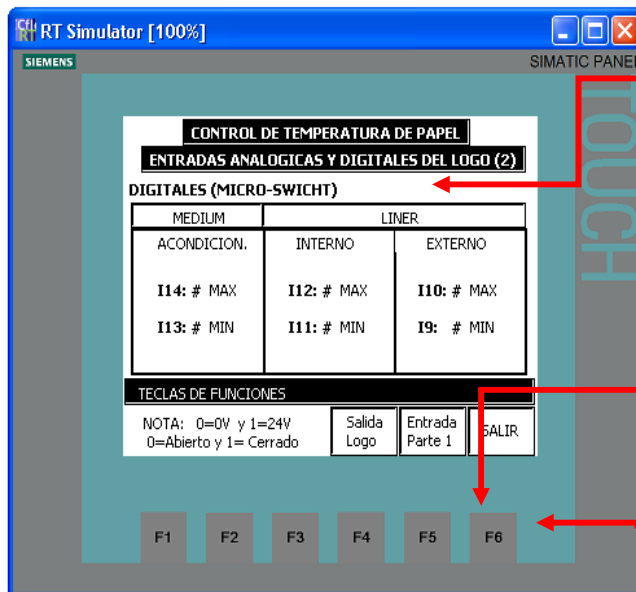 RT Simulator [100%]
SIEMENS
SIMATIC PANEL
TOUCH
CONTROL DE TEMPERATURA DE PAPEL
ENTRADAS ANALOGICAS Y DIGITALES DEL LOGO (2)
DIGITALES (MICRO-SWICHT)
MEDIUM LINER
ACONDICION. INTERNO EXTERNO
I14: # MAX I12: # MAX I10: # MAX
I13: # MIN I11: # MIN I9: # MIN
TECLAS DE FUNCIONES
NOTA: 0=0V y 1=24V
0=Abierto y 1= Cerrado
Salida
Logo
Entrada
Parte 1
SALIR
F1 F2 F3 F4 F5 F6